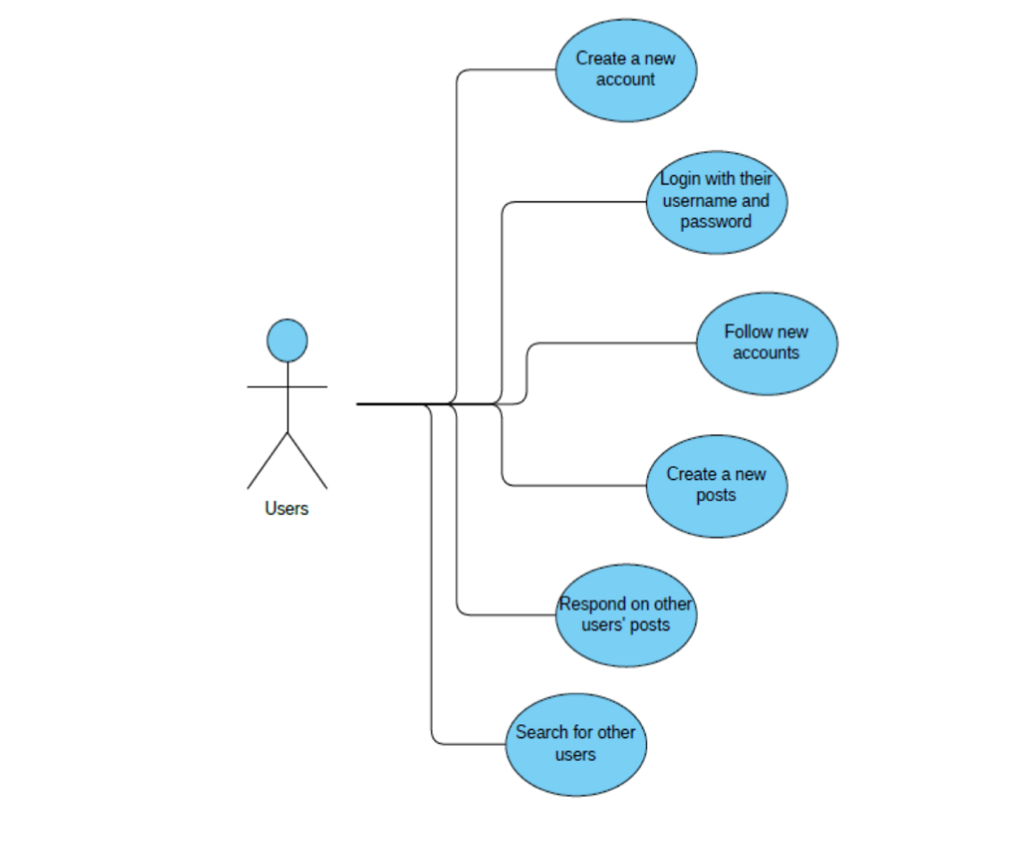 Create a new
account
Login with their
username and
password
Follow new
accounts
Users
Create a new
posts
Respond on other
users' posts
Search for other
users